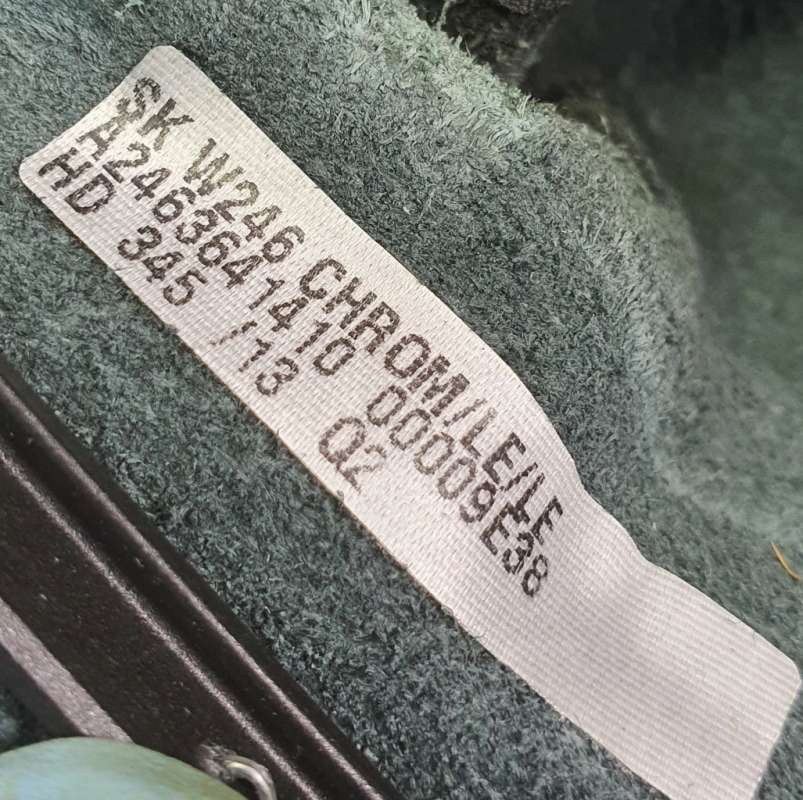 SK W246 CHROM/LE/LE
A2463641410 00009E38
HD 345 /13 Q2